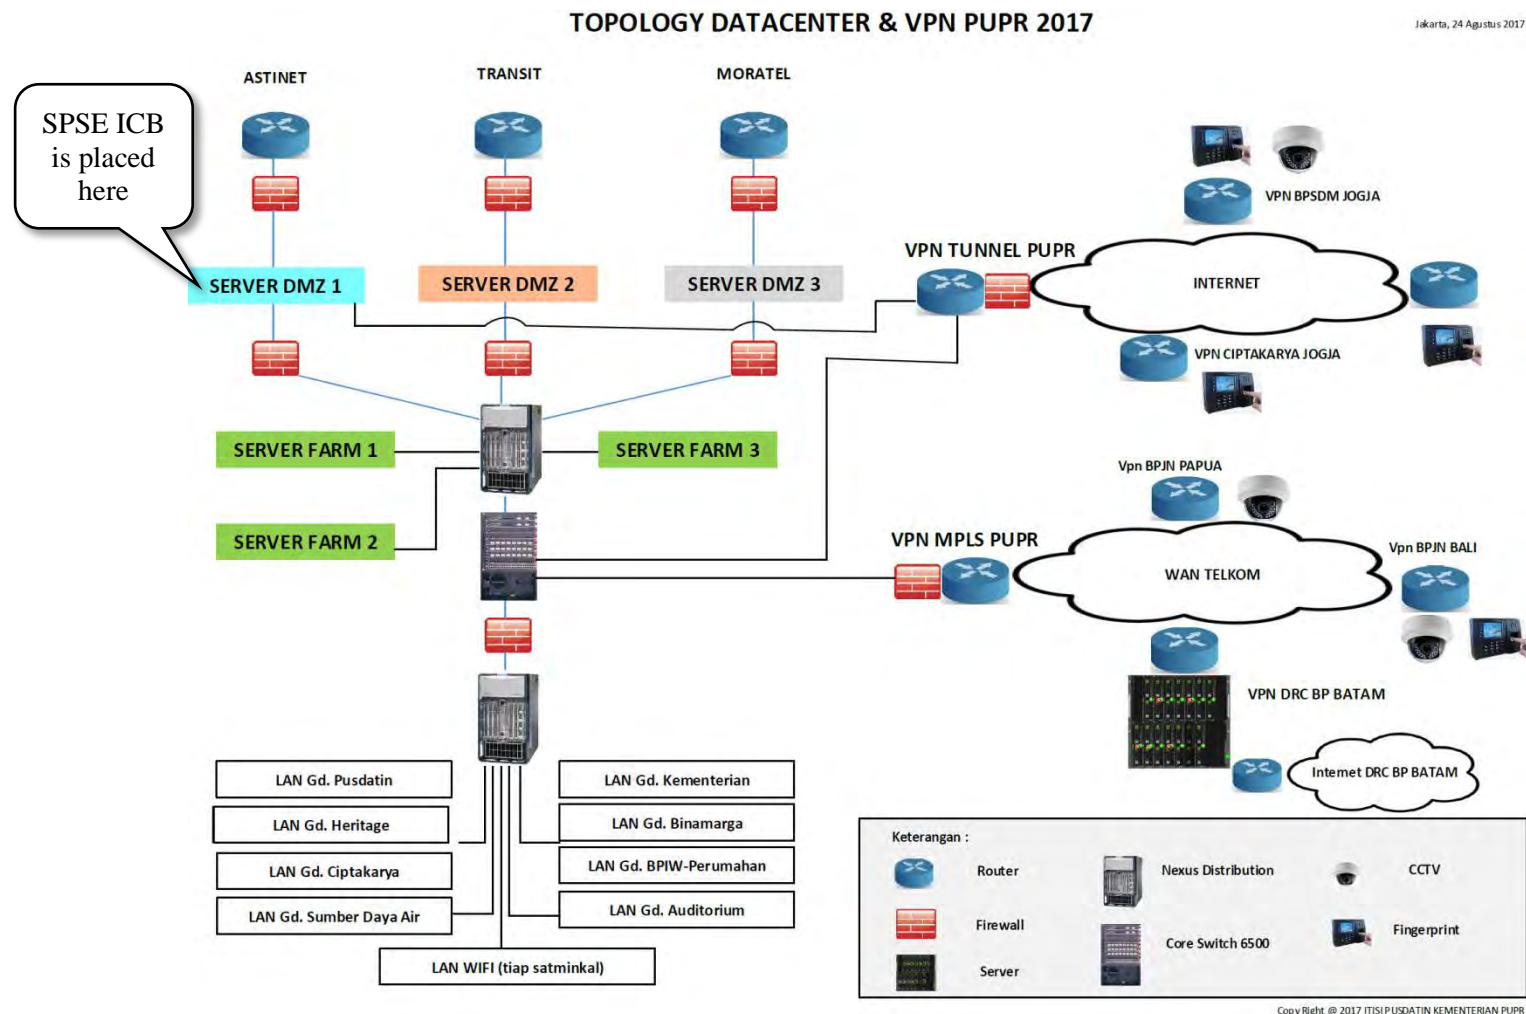 TOPOLOGY DATACENTER & VPN PUPR 2017
Jakarta, 24 Agustus 2017
ASTINET
TRANSIT
MORATEL
SPSE ICB
is placed
here
VPN BPSDM JOGJA
VPN TUNNEL PUPR
SERVER DMZ 1
SERVER DMZ 2
SERVER DMZ 3
INTERNET
VPN CIPTAKARYA JOGJA
SERVER FARM 1
SERVER FARM 3
Vpn BPJN PAPUA
SERVER FARM 2
VPN MPLS PUPR
Vpn BPJN BALI
WAN TELKOM
VPN DRC BP BATAM
Internet DRC BP BATAM
LAN Gd. Pusdatin
LAN Gd. Kementerian
LAN Gd. Heritage
LAN Gd. Binamarga
LAN Gd. Ciptakarya
LAN Gd. BPIW-Perumahan
LAN Gd. Sumber Daya Air
LAN Gd. Auditorium
LAN WIFI (tiap satminkal)
Keterangan :
Router
Nexus Distribution
CCTV
Firewall
Core Switch 6500
Fingerprint
Server
Copy Right @ 2017 ITISI PUSDATIN KEMENTERIAN PUPR